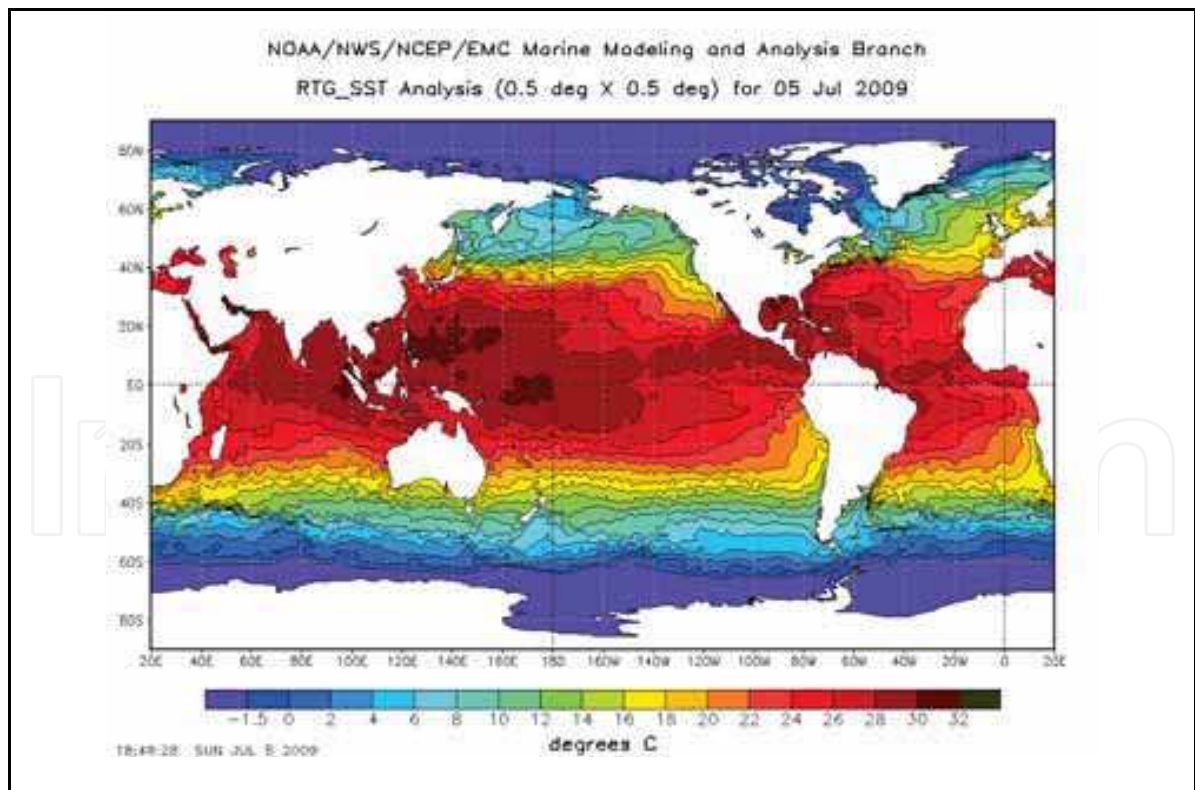 NOAA/NWS/NCEP/EMC Marine Modeling and Analysis Branch
RTG_SST Analysis (0.5 deg X 0.5 deg) for 05 Jul 2009
80N
60N
40N
20N
EQ
20S
40S
60S
80S
20E 40E 60E 80E 100E 120E 140E 160E 180 160W 140W 120W 100W 80W 60W 40W 20W 0 20E
-1.5 0 2 4 6 8 10 12 14 16 18 20 22 24 26 28 30 32
degrees C
18:49:28 SUN JUL 5 2009